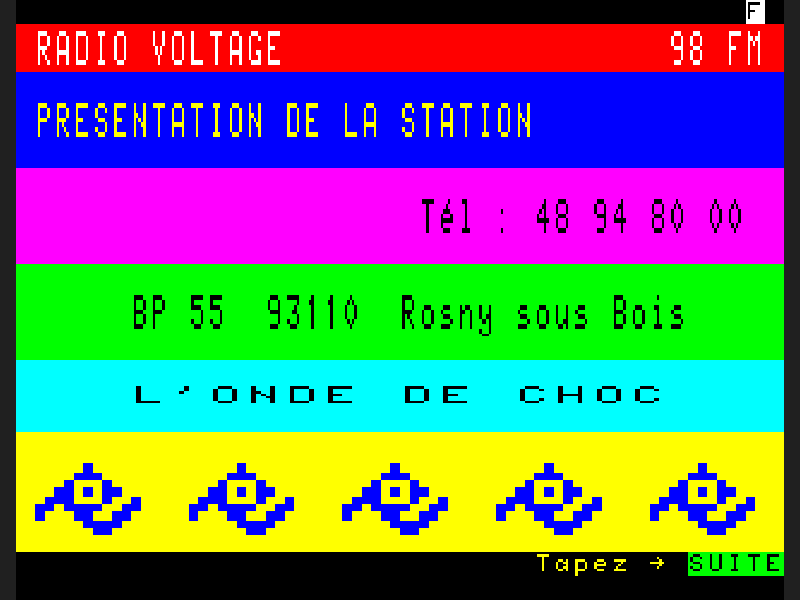 F
RADIO VOLTAGE 98 FM
PRESENTATION DE LA STATION
Tél : 48 94 80 00
BP 55 93110 Rosny sous Bois
L'ONDE DE CHOC
Tapez → SUITE